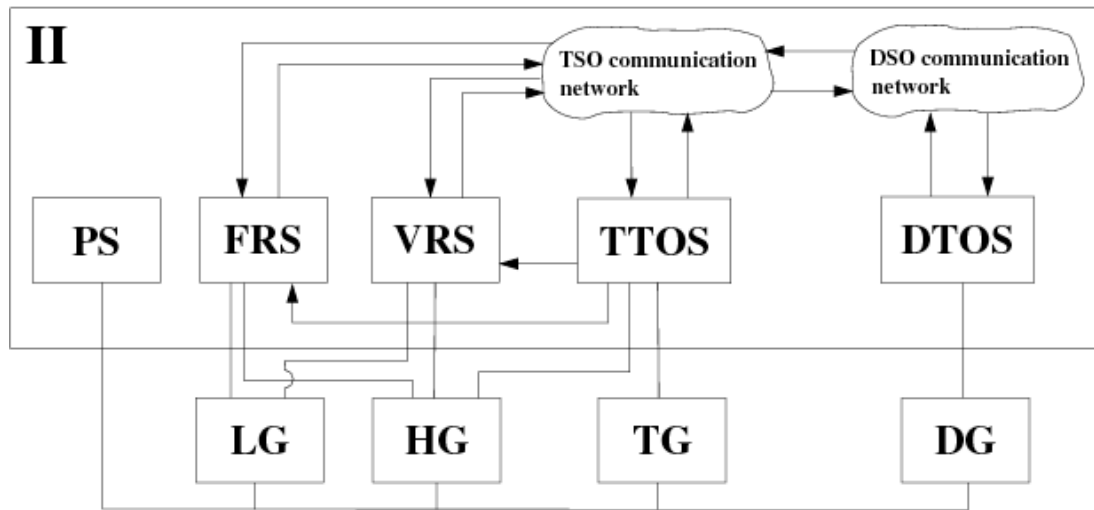 II
TSO communication
network
DSO communication
network
PS
FRS
VRS
TTOS
DTOS
LG
HG
TG
DG